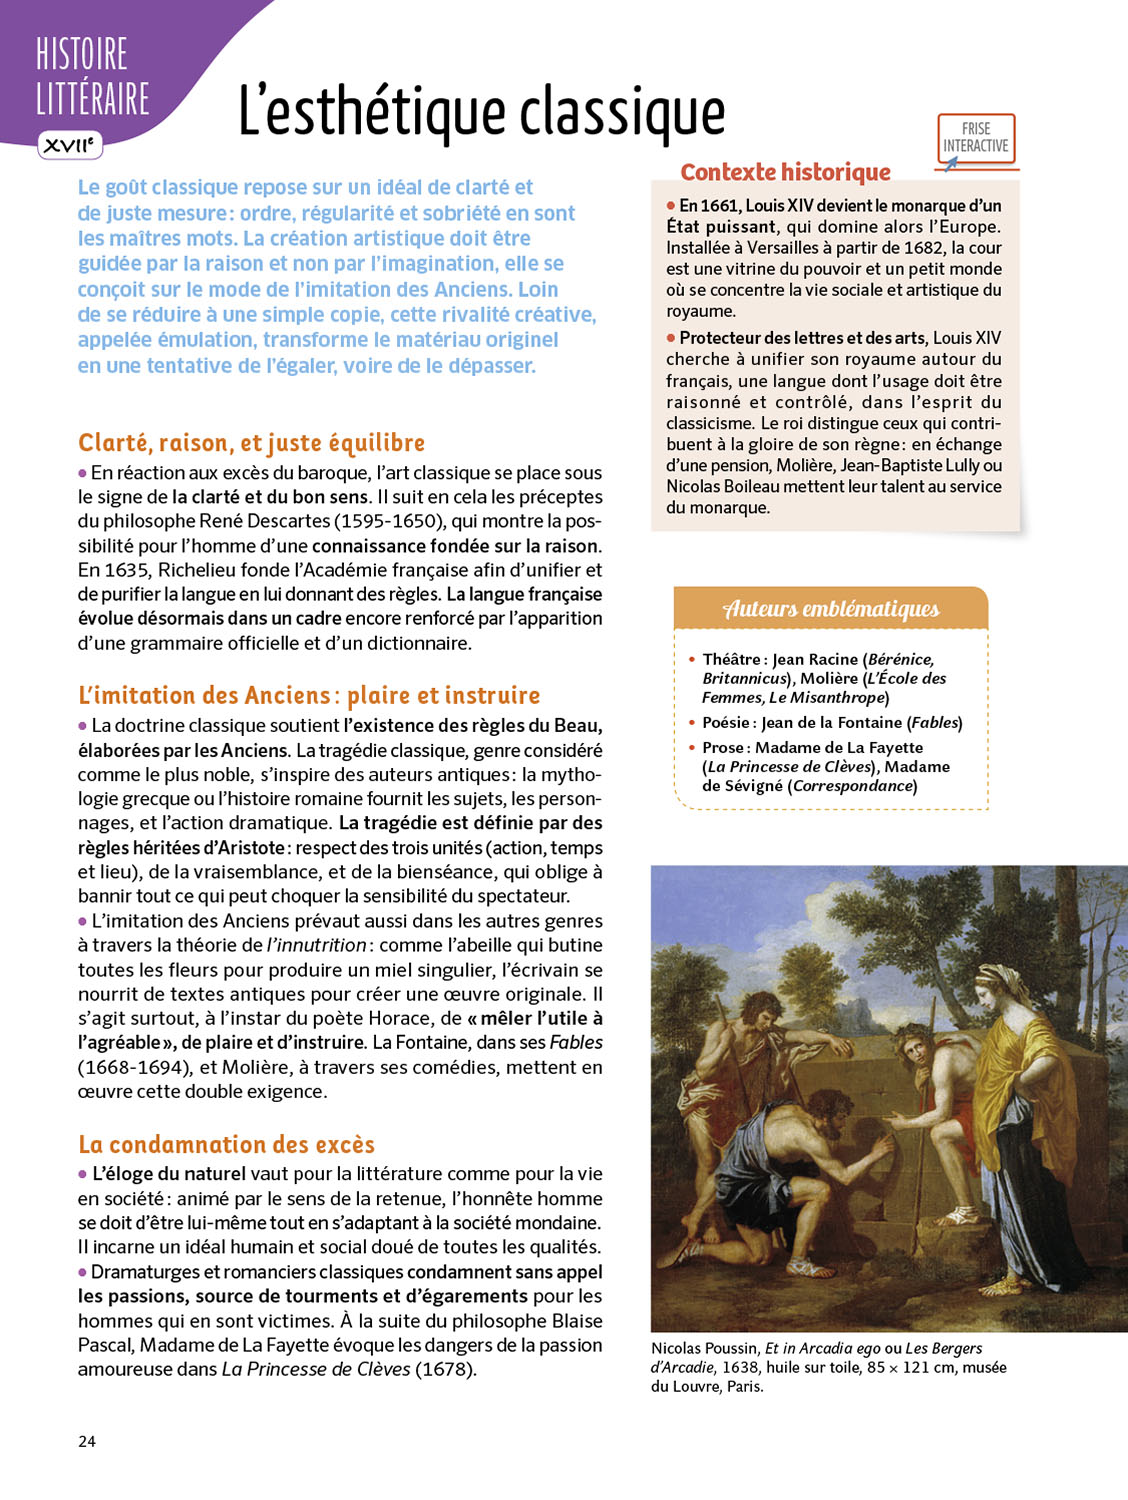 HISTOIRE
LITTÉRAIRE
XVIIe
L’esthétique classique
Le goût classique repose sur un idéal de clarté et
de juste mesure : ordre, régularité et sobriété en sont
les maîtres mots. La création artistique doit être
guidée par la raison et non par l’imagination, elle se
conçoit sur le mode de l’imitation des Anciens. Loin
de se réduire à une simple copie, cette rivalité créative,
appelée émulation, transforme le matériau originel
en une tentative de l’égaler, voire de le dépasser.
Clarté, raison, et juste équilibre
• En réaction aux excès du baroque, l’art classique se place sous
le signe de la clarté et du bon sens. Il suit en cela les préceptes
du philosophe René Descartes (1595-1650), qui montre la pos-
sibilité pour l’homme d’une connaissance fondée sur la raison.
En 1635, Richelieu fonde l’Académie française afin d’unifier et
de purifier la langue en lui donnant des règles. La langue française
évolue désormais dans un cadre encore renforcé par l’apparition
d’une grammaire officielle et d’un dictionnaire.
L’imitation des Anciens : plaire et instruire
• La doctrine classique soutient l’existence des règles du Beau,
élaborées par les Anciens. La tragédie classique, genre considéré
comme le plus noble, s’inspire des auteurs antiques : la mytho-
logie grecque ou l’histoire romaine fournit les sujets, les person-
nages, et l’action dramatique. La tragédie est définie par des
règles héritées d’Aristote : respect des trois unités (action, temps
et lieu), de la vraisemblance, et de la bienséance, qui oblige à
bannir tout ce qui peut choquer la sensibilité du spectateur.
• L’imitation des Anciens prévaut aussi dans les autres genres
à travers la théorie de l’innutrition : comme l’abeille qui butine
toutes les fleurs pour produire un miel singulier, l’écrivain se
nourrit de textes antiques pour créer une œuvre originale. Il
s’agit surtout, à l’instar du poète Horace, de « mêler l’utile à
l’agréable », de plaire et d’instruire. La Fontaine, dans ses Fables
(1668-1694), et Molière, à travers ses comédies, mettent en
œuvre cette double exigence.
La condamnation des excès
• L’éloge du naturel vaut pour la littérature comme pour la vie
en société : animé par le sens de la retenue, l’honnête homme
se doit d’être lui-même tout en s’adaptant à la société mondaine.
Il incarne un idéal humain et social doué de toutes les qualités.
• Dramaturges et romanciers classiques condamnent sans appel
les passions, source de tourments et d’égarements pour les
hommes qui en sont victimes. À la suite du philosophe Blaise
Pascal, Madame de La Fayette évoque les dangers de la passion
amoureuse dans La Princesse de Clèves (1678).
FRISE
INTERACTIVE
Contexte historique
• En 1661, Louis XIV devient le monarque d’un
État puissant, qui domine alors l’Europe.
Installée à Versailles à partir de 1682, la cour
est une vitrine du pouvoir et un petit monde
où se concentre la vie sociale et artistique du
royaume.
• Protecteur des lettres et des arts, Louis XIV
cherche à unifier son royaume autour du
français, une langue dont l’usage doit être
raisonné et contrôlé, dans l’esprit du
classicisme. Le roi distingue ceux qui contri-
buent à la gloire de son règne : en échange
d’une pension, Molière, Jean-Baptiste Lully ou
Nicolas Boileau mettent leur talent au service
du monarque.
Auteurs emblématiques
• Théâtre : Jean Racine (Bérénice,
Britannicus), Molière (L’École des
Femmes, Le Misanthrope)
• Poésie : Jean de la Fontaine (Fables)
• Prose : Madame de La Fayette
(La Princesse de Clèves), Madame
de Sévigné (Correspondance)
Nicolas Poussin, Et in Arcadia ego ou Les Bergers
d’Arcadie, 1638, huile sur toile, 85 × 121 cm, musée
du Louvre, Paris.
24